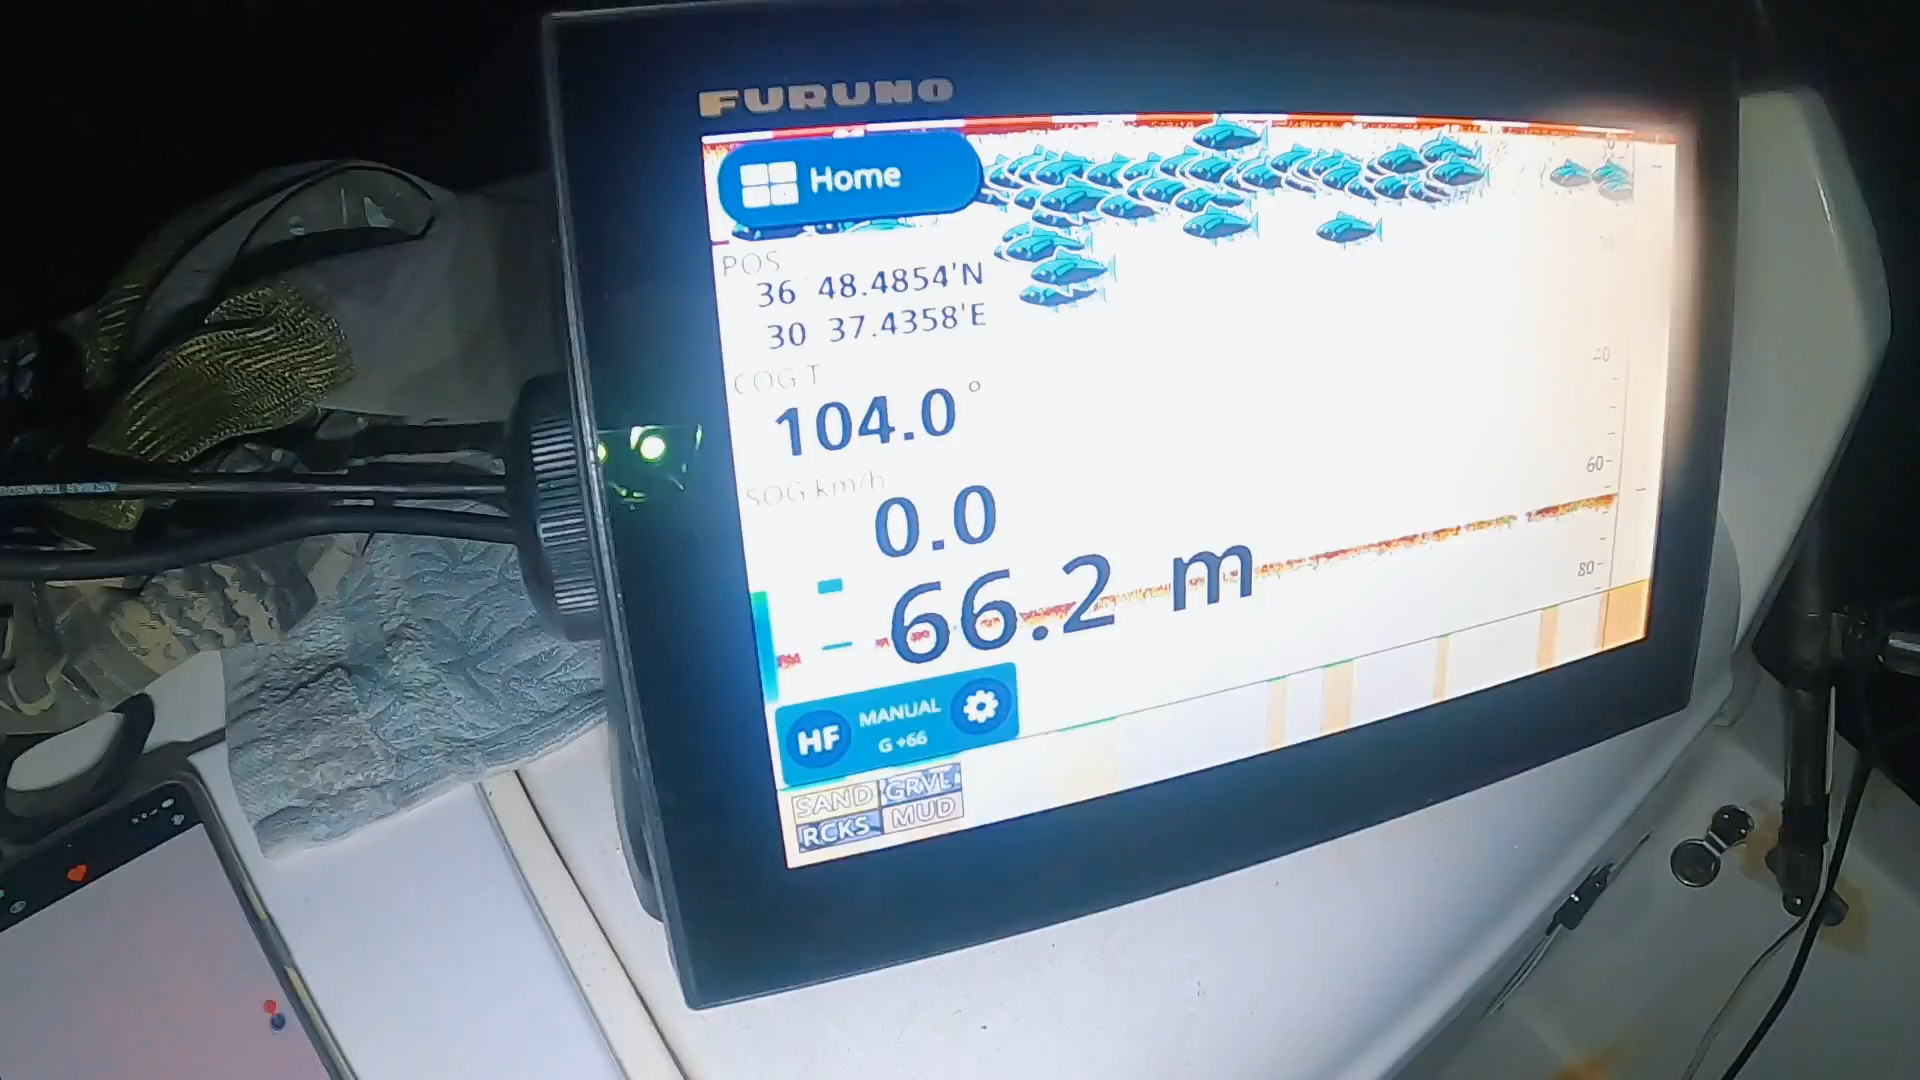 FURUNO
Home
POS
36 48.4854'N
30 37.4358'E
COG T
104.0°
SOG km/h
0.0
66.2 m
60
80
HF MANUAL
G +66
SAND GRVL
RCKS MUD